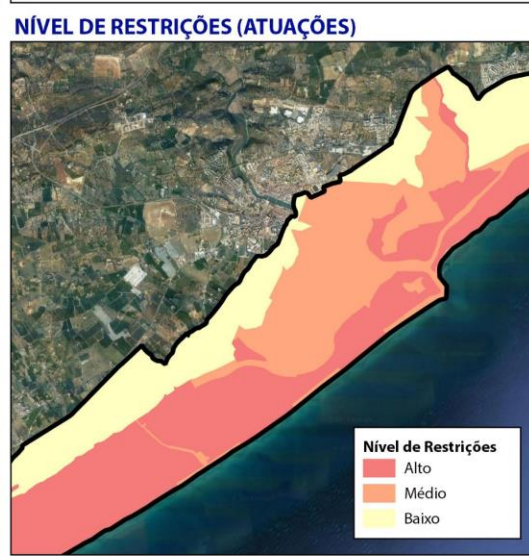 NÍVEL DE RESTRIÇÕES (ATUAÇÕES)
Nível de Restrições
Alto
Médio
Baixo